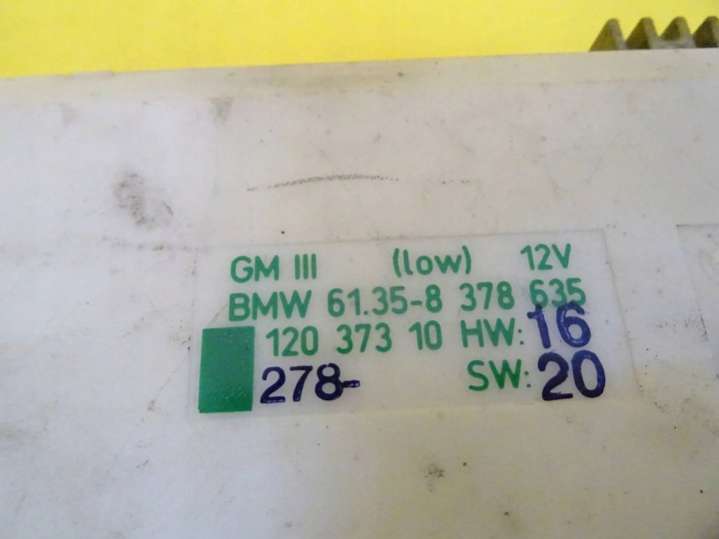 GM III (low) 12V
BMW 61.35-8 378 635
120 373 10 HW: 16
278- SW: 20